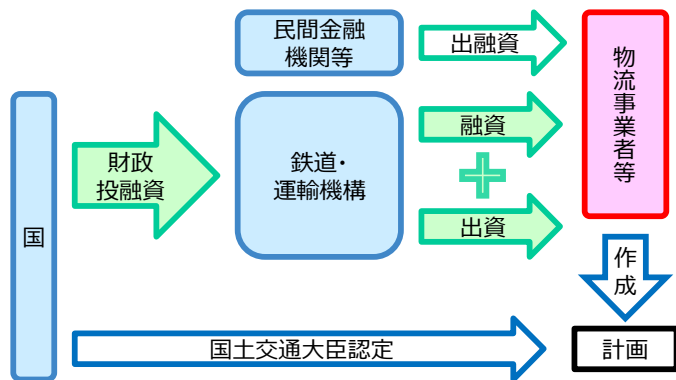 民間金融
機関等
出融資
物流事業者等
国
財政
投融資
鉄道・
運輸機構
融資
出資
作成
国土交通大臣認定
計画